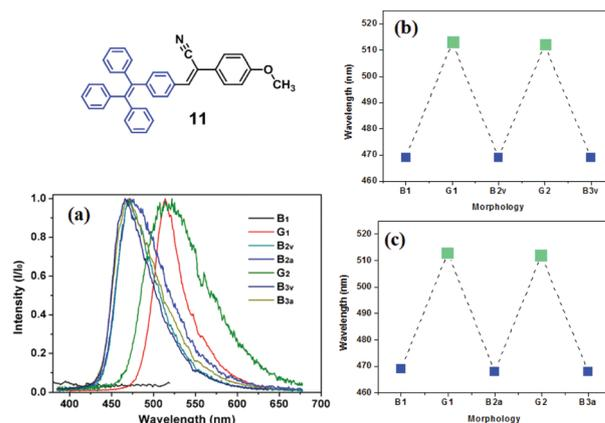 N
O
CH3
11
(a)
Intensity (I/I₀)
1.0
0.8
0.6
0.4
0.2
0.0
400 450 500 550 600 650 700
Wavelength (nm)
B1
G1
B2v
B2a
G2
B3v
B3a
(b)
Wavelength (nm)
520
510
500
490
480
470
460
B1 G1 B2v G2 B3v
Morphology
(c)
Wavelength (nm)
520
510
500
490
480
470
460
B1 G1 B2a G2 B3a
Morphology